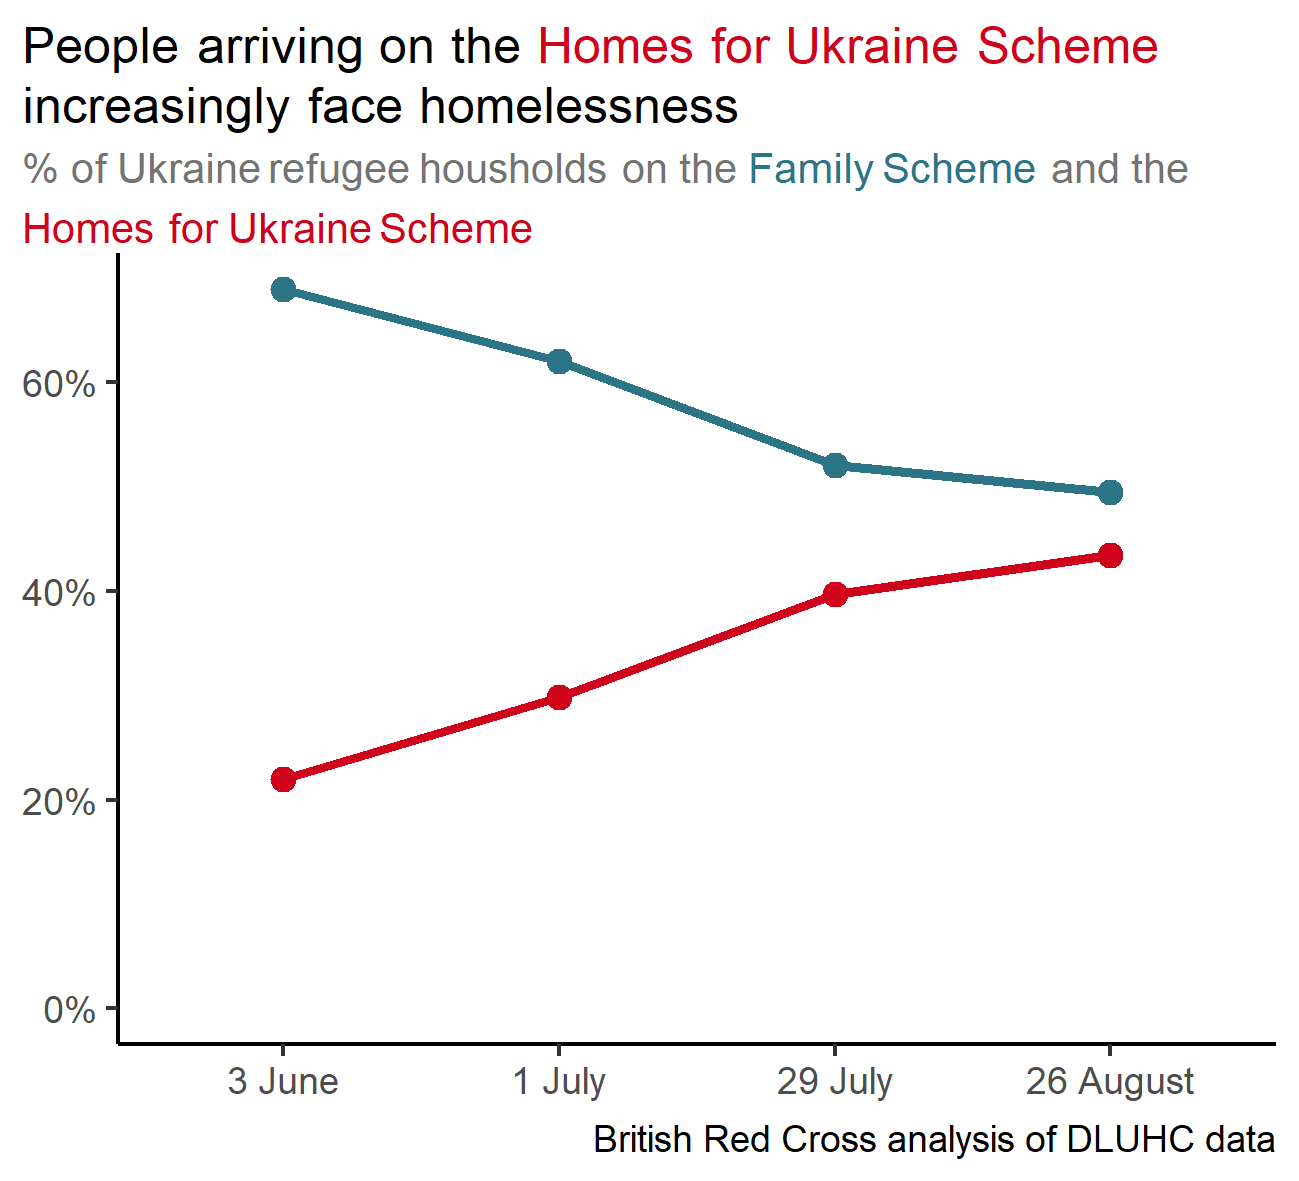 People arriving on the Homes for Ukraine Scheme
increasingly face homelessness
% of Ukraine refugee housholds on the Family Scheme and the
Homes for Ukraine Scheme
60%
40%
20%
0%
3 June 1 July 29 July 26 August
British Red Cross analysis of DLUHC data